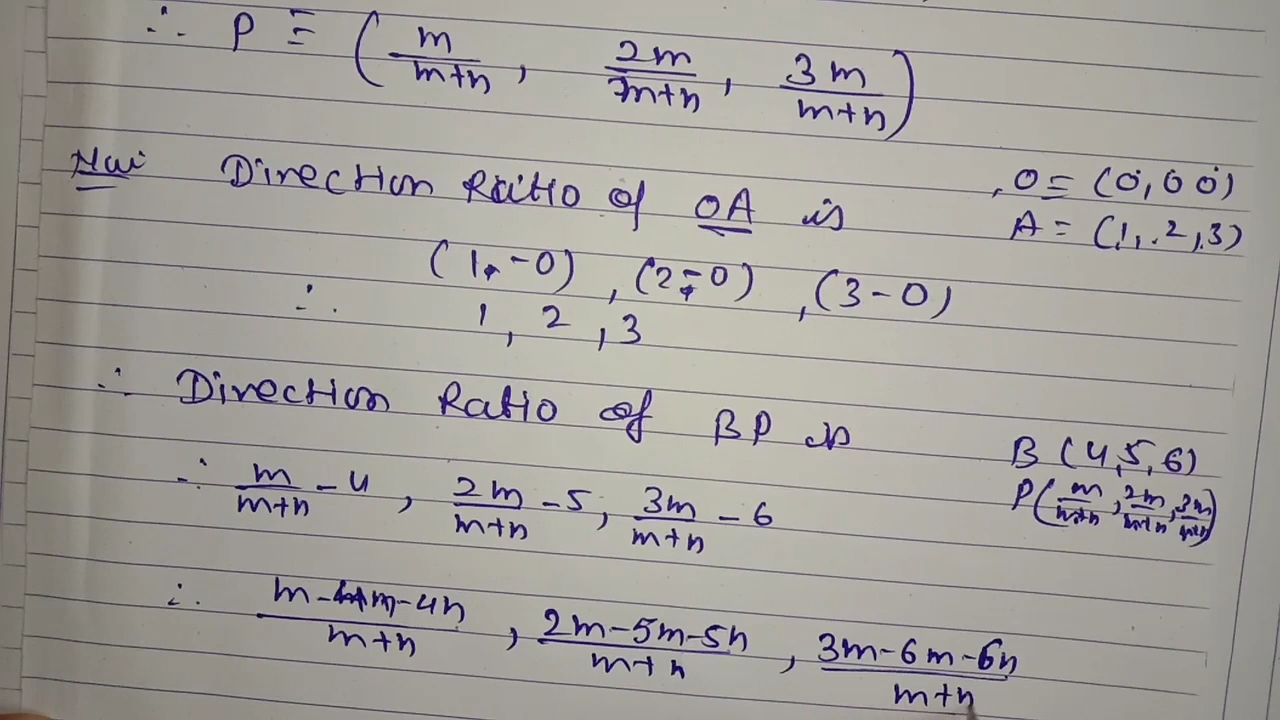 ∴ P ≡ (m/m+n, 2m/m+n, 3m/m+n)
Direction Ratio of OA is , O = (0,0 0)
A = (1, .2,3)
(1, -0) , (2-0) , (3-0)
∴ 1, 2, 3
∴ Direction Ratio of BP is B (4,5,6)
∴ m/m+n - 4 , 2m/m+n - 5, 3m/m+n - 6 P(m/m+n, 2m/m+n, 3m/m+n)
∴ m-4m-4n/m+n , 2m-5m-5n/m+n , 3m-6m-6n/m+n